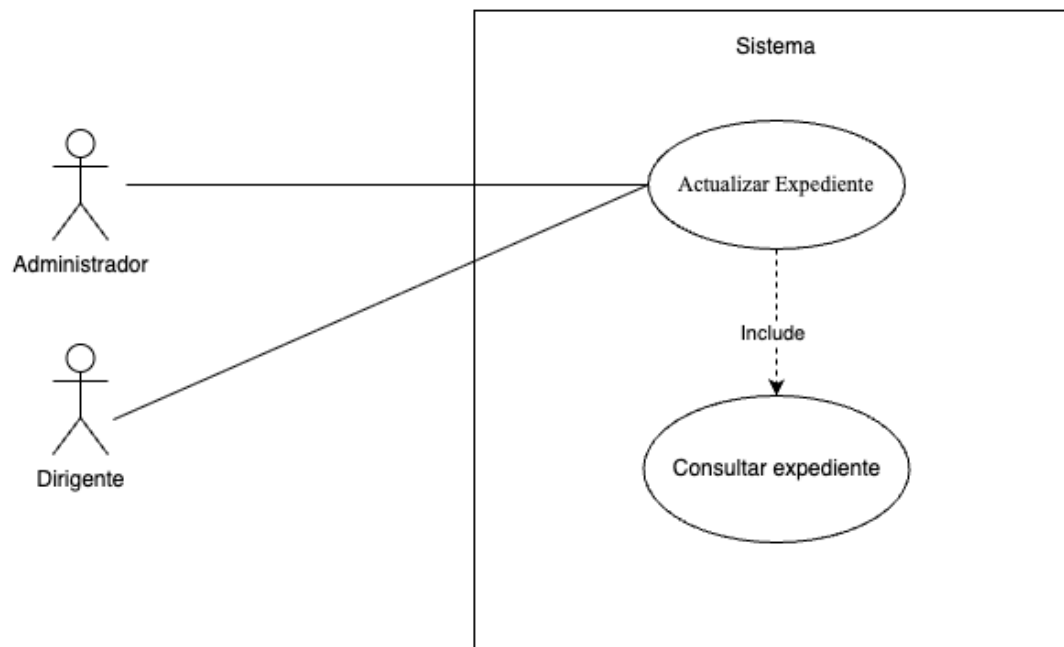 Sistema
Actualizar Expediente
Administrador
Include
Consultar expediente
Dirigente